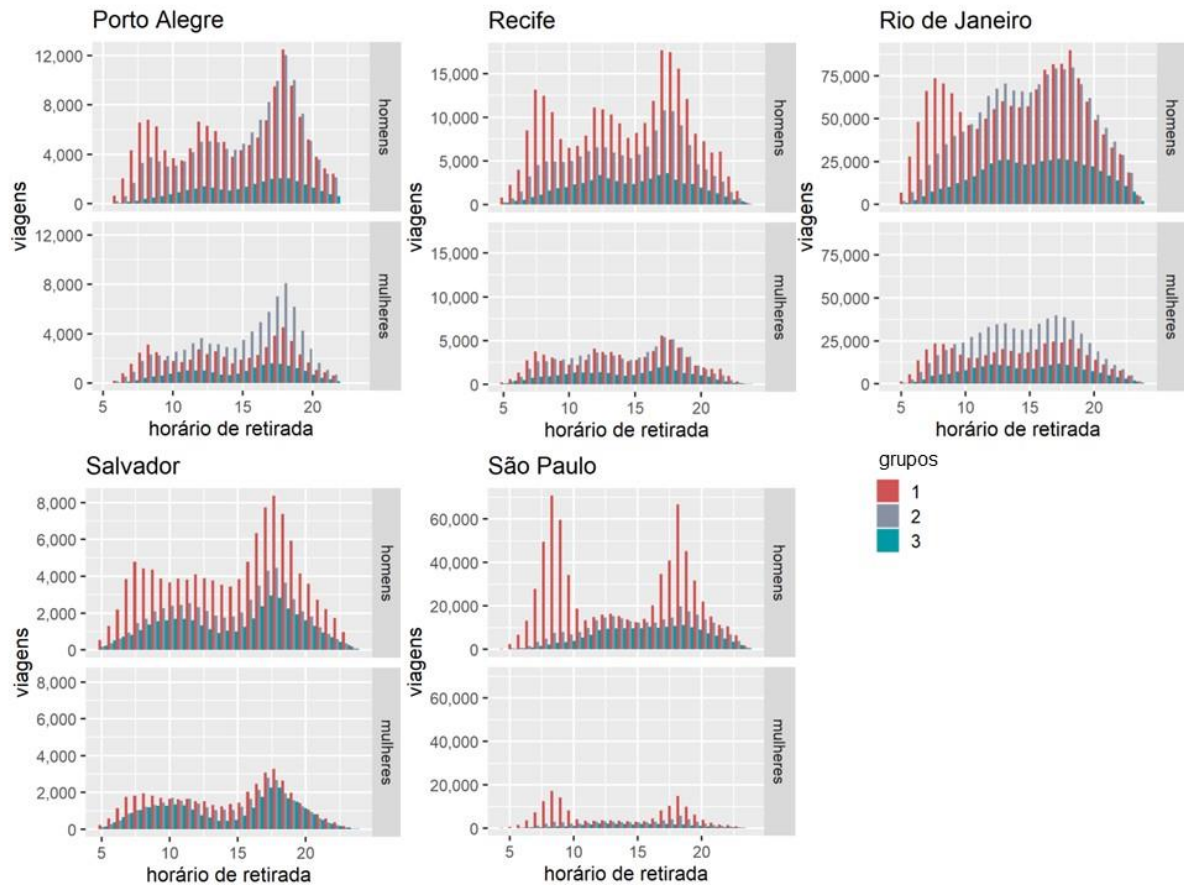 Porto Alegre
12,000
8,000
4,000
0
homens
12,000
8,000
4,000
0
mulheres
viagens
5 10 15 20
horário de retirada
Recife
15,000
10,000
5,000
0
homens
15,000
10,000
5,000
0
mulheres
viagens
5 10 15 20
horário de retirada
Rio de Janeiro
75,000
50,000
25,000
0
homens
75,000
50,000
25,000
0
mulheres
viagens
5 10 15 20
horário de retirada
Salvador
8,000
6,000
4,000
2,000
0
homens
8,000
6,000
4,000
2,000
0
mulheres
viagens
5 10 15 20
horário de retirada
São Paulo
60,000
40,000
20,000
0
homens
60,000
40,000
20,000
0
mulheres
viagens
5 10 15 20
horário de retirada
grupos
1
2
3